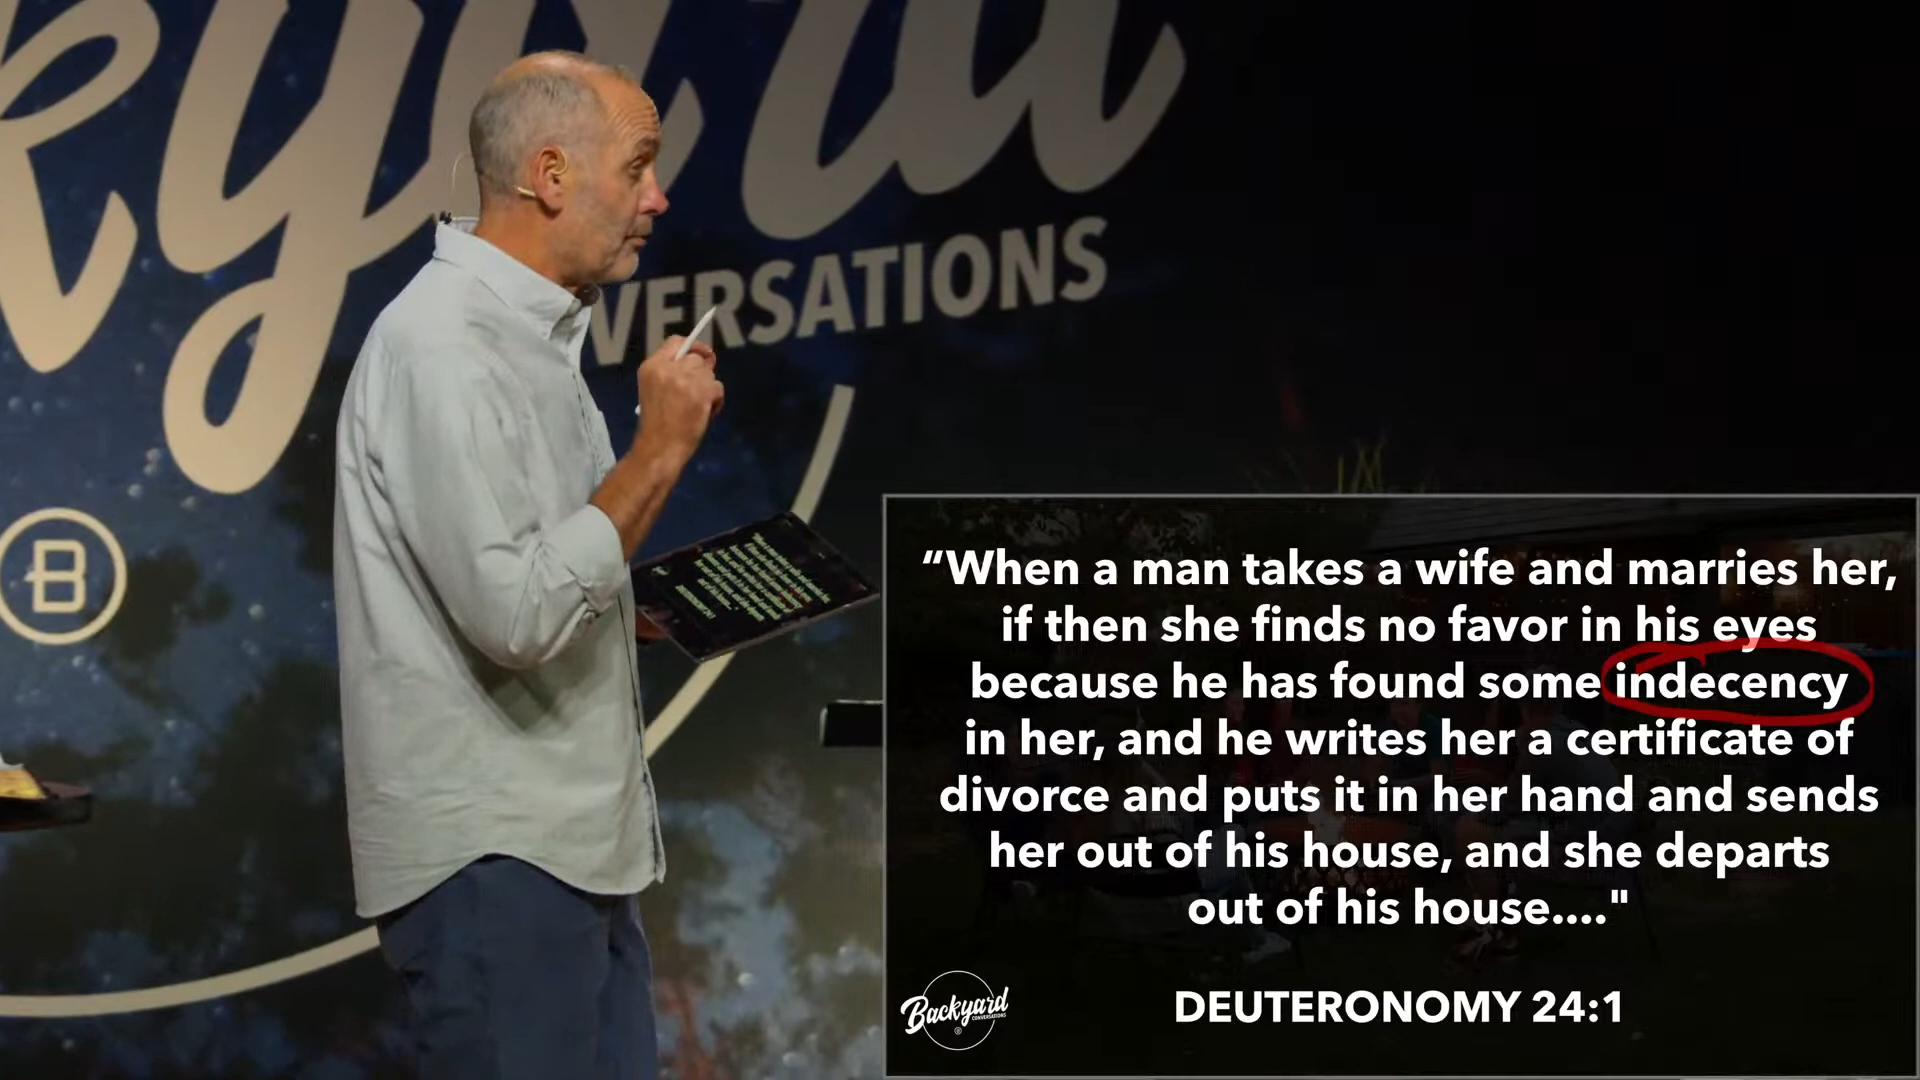 kyard
VERSATIONS
B
“When a man takes a wife and marries her,
if then she finds no favor in his eyes
because he has found some indecency
in her, and he writes her a certificate of
divorce and puts it in her hand and sends
her out of his house, and she departs
out of his house...."
DEUTERONOMY 24:1
Backyard
CONVERSATIONS
B